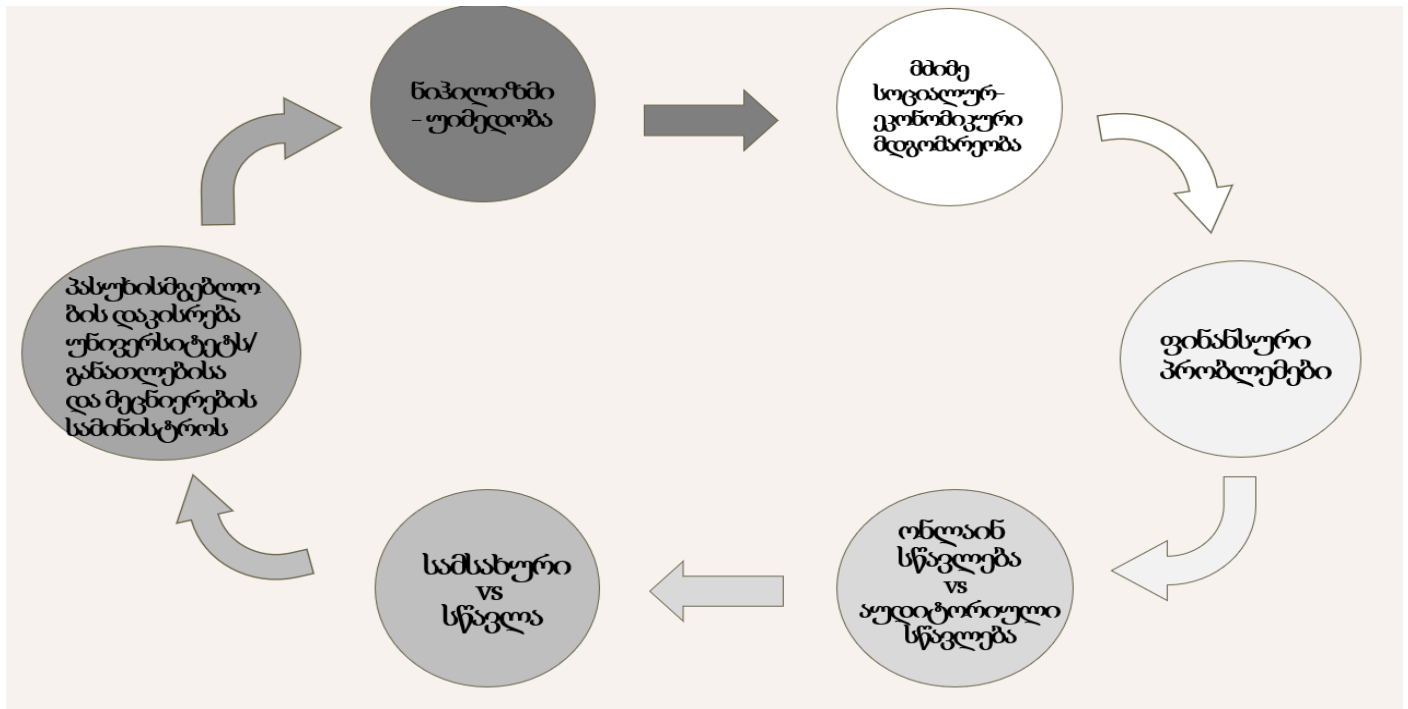 ნიჰილიზმი
- უიმედობა
მძიმე
სოციალურ-
ეკონომიკური
მდგომარეობა
ფინანსური
პრობლემები
ონლაინ
სწავლება
vs
აუდიტორიული
სწავლება
სამსახური
vs
სწავლა
პასუხისმგებლო
ბის დაკისრება
უნივერსიტეტს/
განათლებისა
და მეცნიერების
სამინისტროს